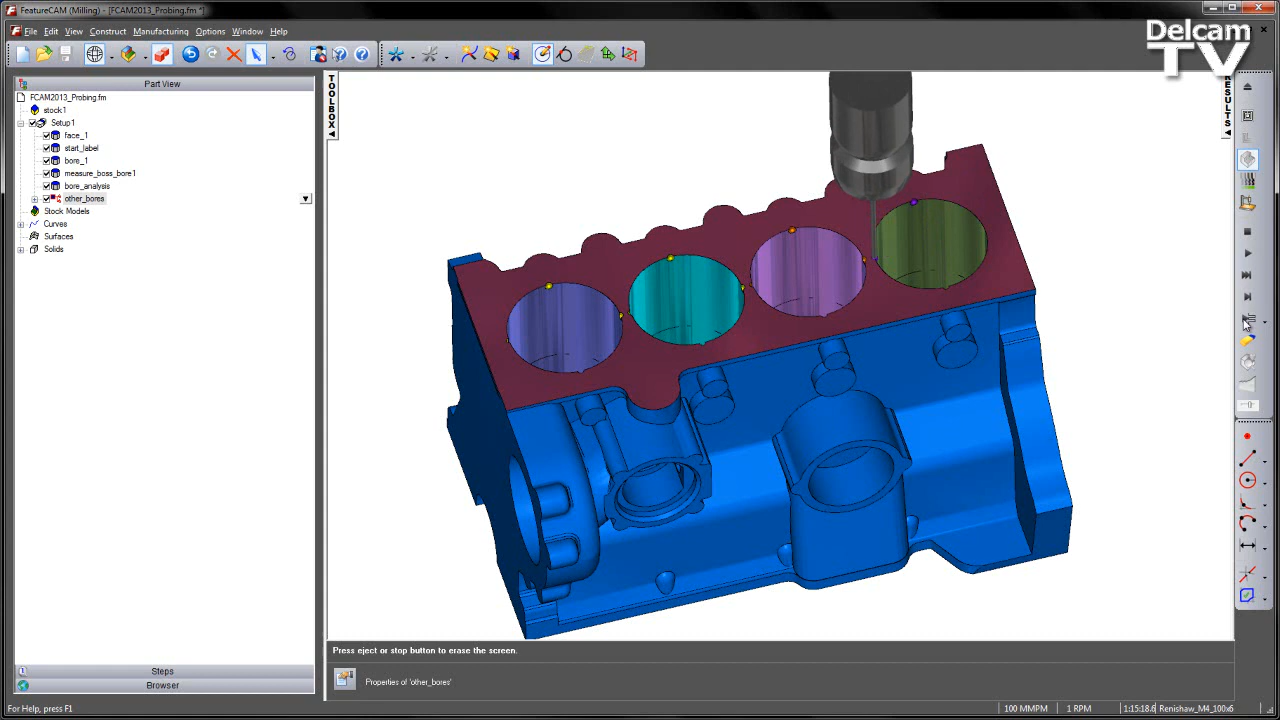 FeatureCAM (Milling) - [FCAM2013_Probing.fm *]
File Edit View Construct Manufacturing Options Window Help
Delcam
TV
Part View
FCAM2013_Probing.fm
stock1
Setup1
face_1
start_label
bore_1
measure_boss_bore1
bore_analysis
other_bores
Stock Models
Curves
Surfaces
Solids
Steps
Browser
TOOLBOX
RESULTS
Press eject or stop button to erase the screen.
Properties of 'other_bores'
For Help, press F1
100 MMPM
1 RPM
1:15:18.6
Renishaw_M4_100x6